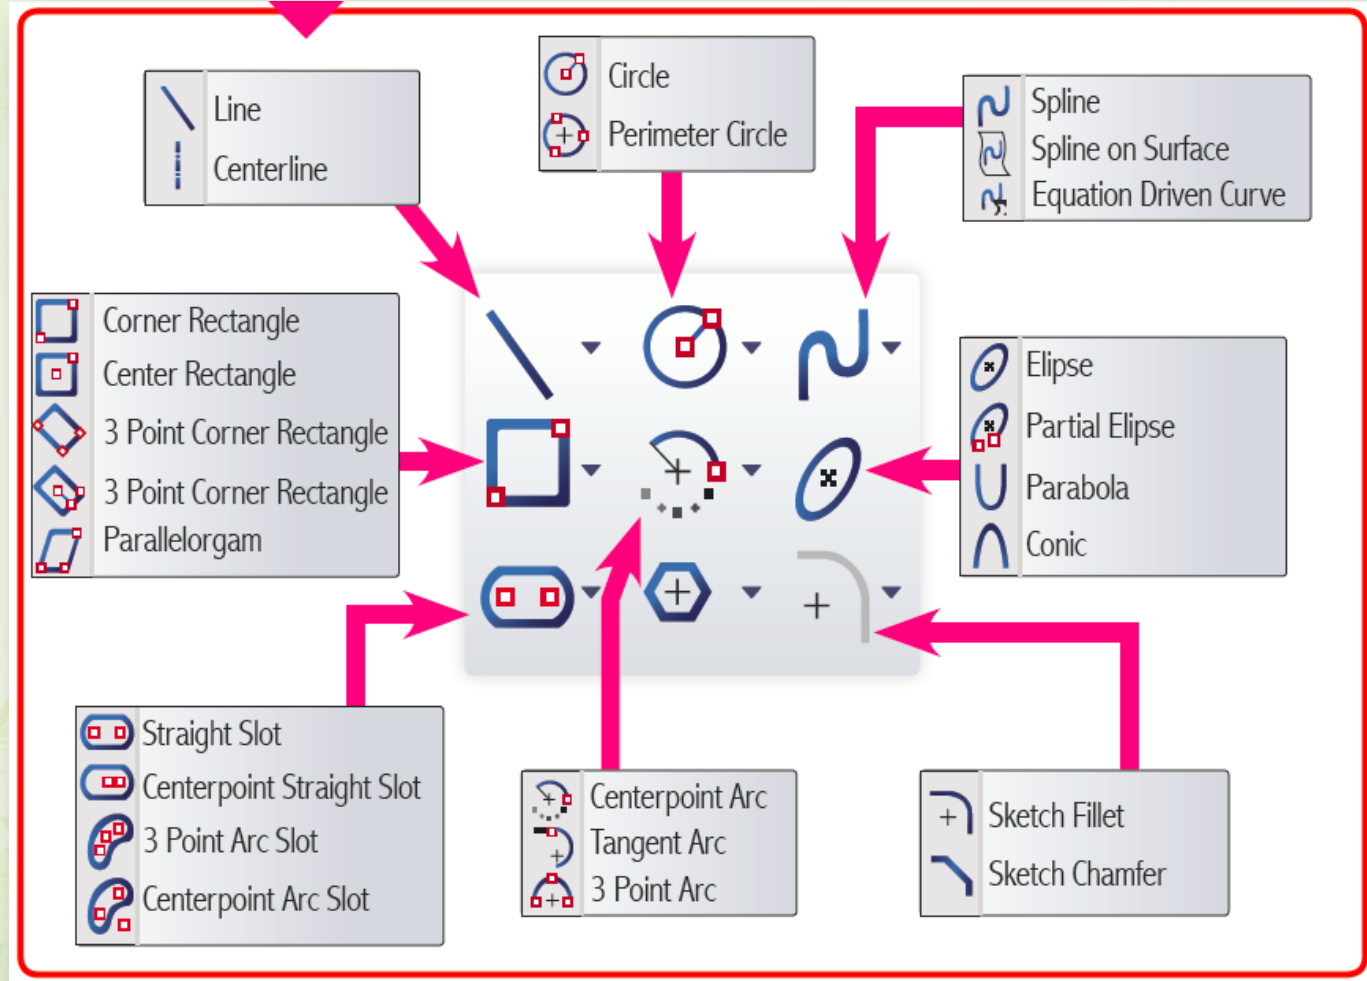 Line
Centerline
Circle
Perimeter Circle
Spline
Spline on Surface
Equation Driven Curve
Corner Rectangle
Center Rectangle
3 Point Corner Rectangle
3 Point Corner Rectangle
Parallelorgam
Elipse
Partial Elipse
Parabola
Conic
Straight Slot
Centerpoint Straight Slot
3 Point Arc Slot
Centerpoint Arc Slot
Centerpoint Arc
Tangent Arc
3 Point Arc
Sketch Fillet
Sketch Chamfer